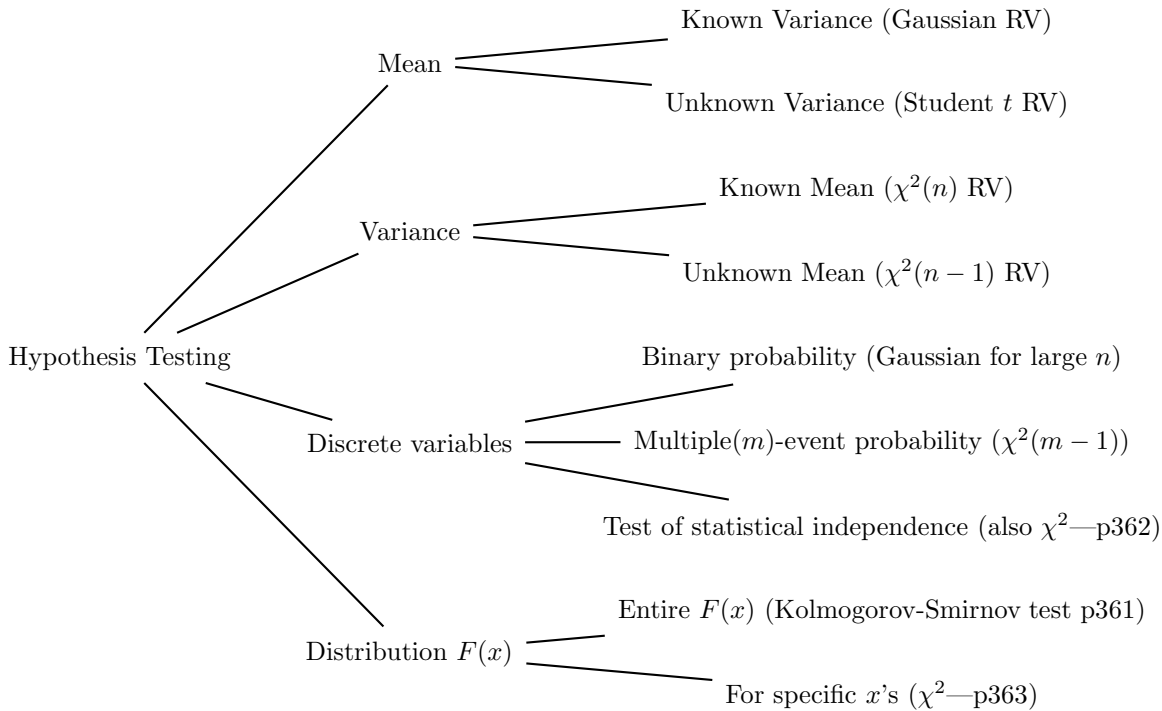 Known Variance (Gaussian RV)
Mean
Unknown Variance (Student t RV)
Known Mean (χ²(n) RV)
Variance
Unknown Mean (χ²(n − 1) RV)
Hypothesis Testing
Binary probability (Gaussian for large n)
Discrete variables
Multiple(m)-event probability (χ²(m − 1))
Test of statistical independence (also χ²—p362)
Entire F(x) (Kolmogorov-Smirnov test p361)
Distribution F(x)
For specific x's (χ²—p363)